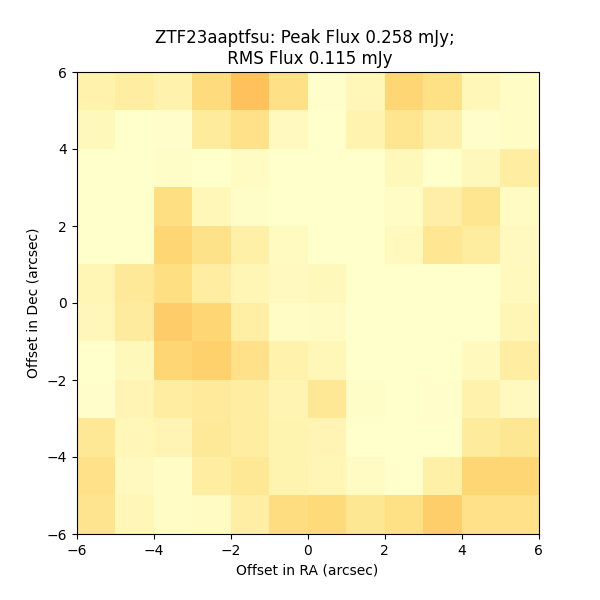 ZTF23aaptfsu: Peak Flux 0.258 mJy;
RMS Flux 0.115 mJy
6
4
2
0
−2
−4
−6
Offset in Dec (arcsec)
−6 −4 −2 0 2 4 6
Offset in RA (arcsec)